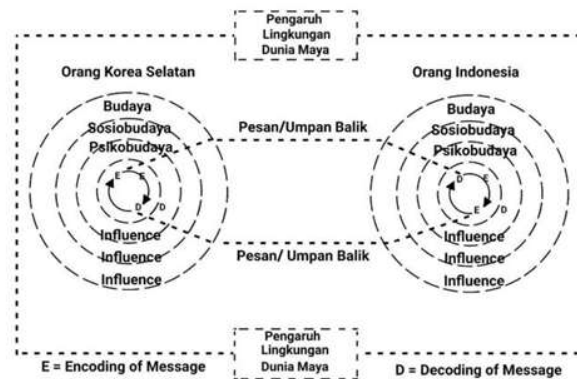 Pengaruh
Lingkungan
Dunia Maya
Orang Korea Selatan
Orang Indonesia
Budaya
Sosiobudaya
Psikobudaya
E
E
D
D
Influence
Influence
Influence
Pesan/Umpan Balik
Pesan/ Umpan Balik
Budaya
Sosiobudaya
Psikobudaya
D
E
E
D
Influence
Influence
Influence
Pengaruh
Lingkungan
Dunia Maya
E = Encoding of Message
D = Decoding of Message